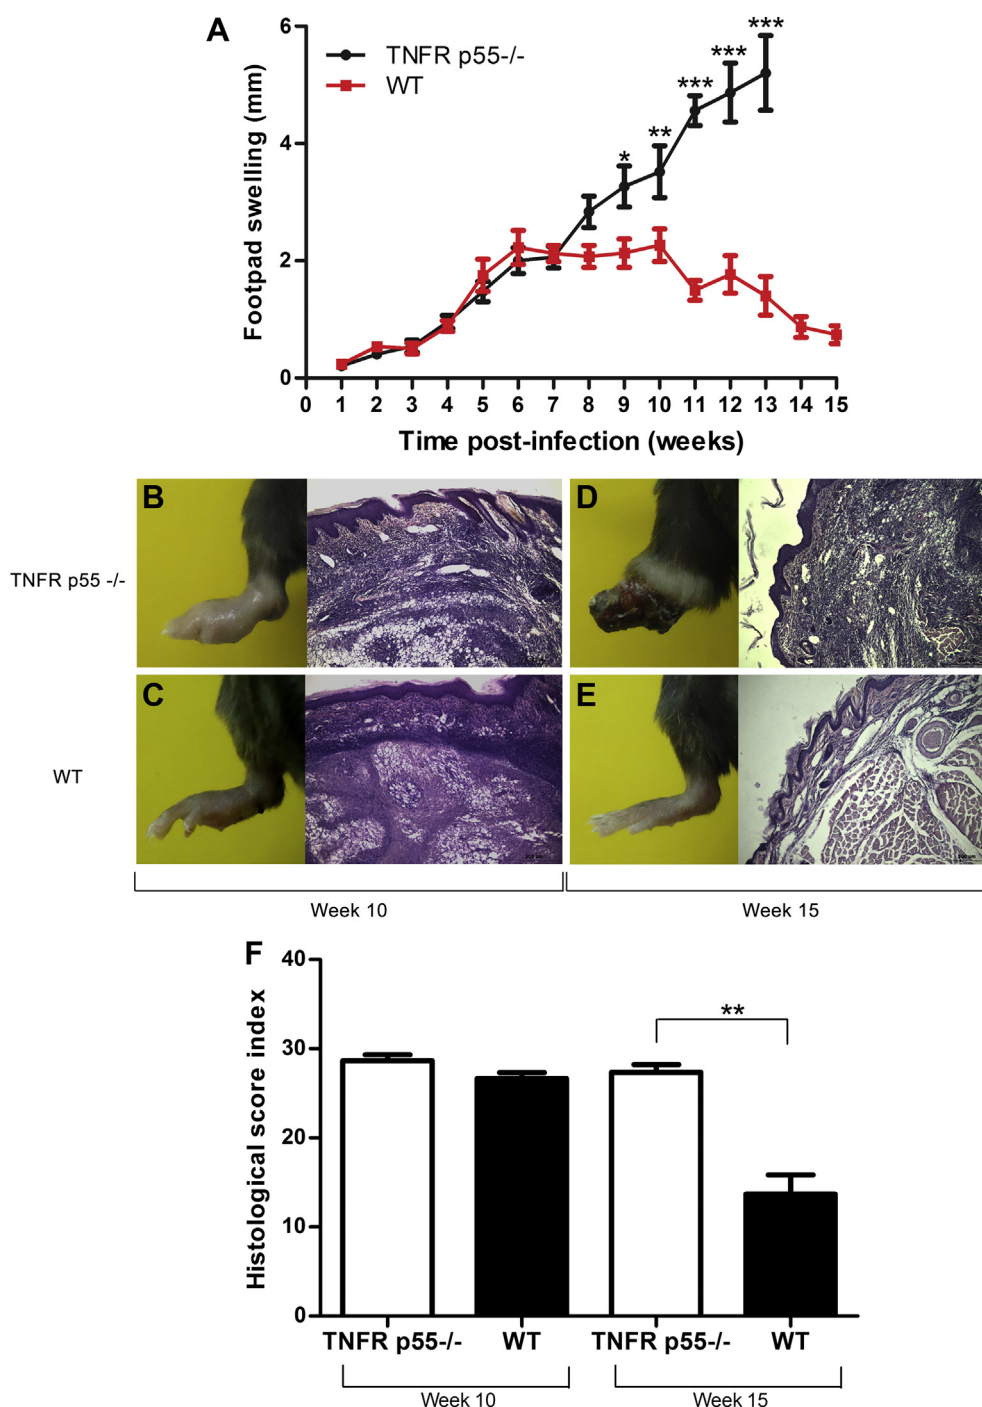 A
6
4
2
0
Footpad swelling (mm)
TNFR p55-/-
WT
*
**
***
***
***
0 1 2 3 4 5 6 7 8 9 10 11 12 13 14 15
Time post-infection (weeks)
B
D
TNFR p55 -/-
C
E
WT
Week 10
Week 15
F
40
30
20
10
0
Histological score index
**
TNFR p55-/- WT TNFR p55-/- WT
Week 10 Week 15